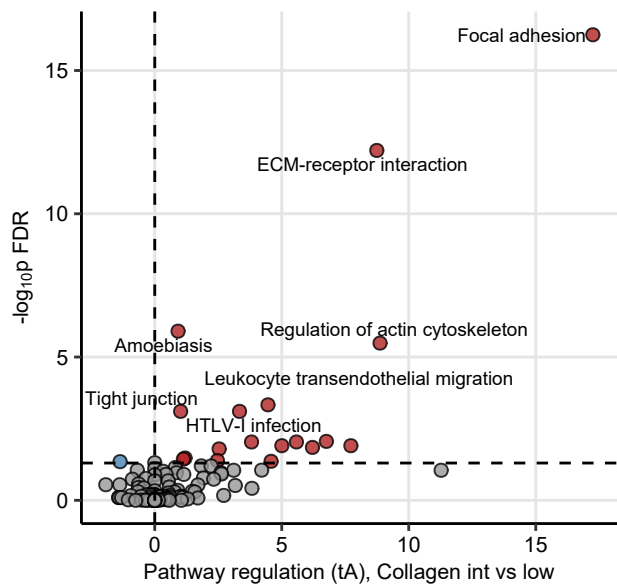 Focal adhesion
15
ECM-receptor interaction
10
-log₁₀p FDR
Regulation of actin cytoskeleton
Amoebiasis
5
Leukocyte transendothelial migration
Tight junction
HTLV-I infection
0
0 5 10 15
Pathway regulation (tA), Collagen int vs low